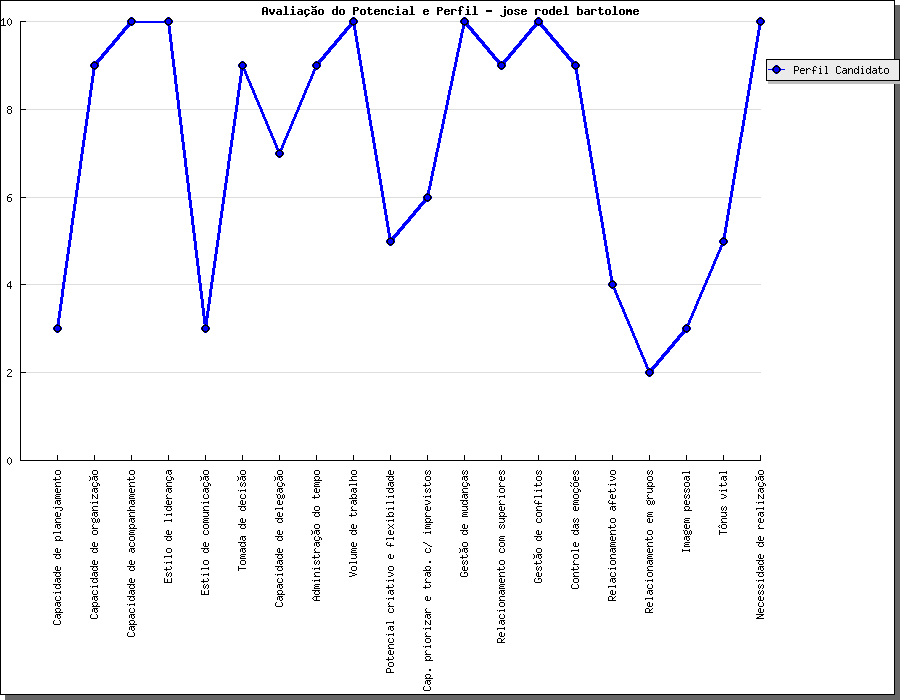 Avaliação do Potencial e Perfil - jose rodel bartolome
10
8
6
4
2
0
Perfil Candidato
Capacidade de planejamento
Capacidade de organização
Capacidade de acompanhamento
Estilo de liderança
Estilo de comunicação
Tomada de decisão
Capacidade de delegação
Administração do tempo
Volume de trabalho
Potencial criativo e flexibilidade
Cap. priorizar e trab. c/ imprevistos
Gestão de mudanças
Relacionamento com superiores
Gestão de conflitos
Controle das emoções
Relacionamento afetivo
Relacionamento em grupos
Imagem pessoal
Tônus vital
Necessidade de realização